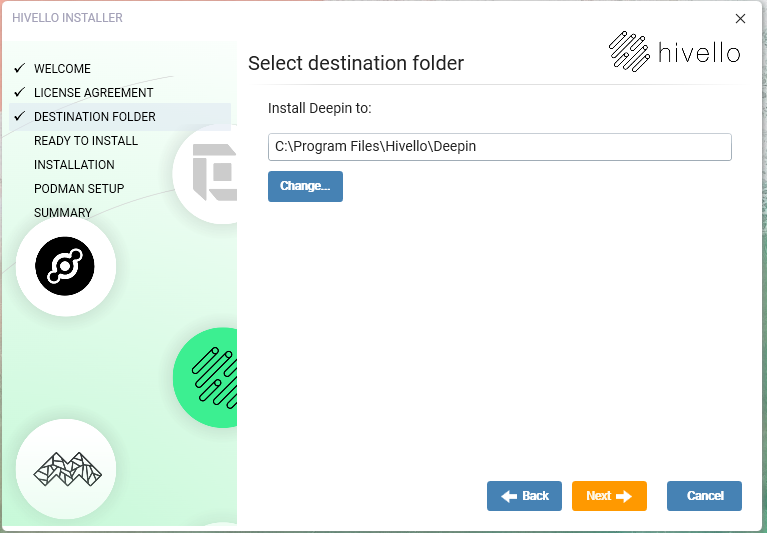 HIVELLO INSTALLER
hivello
WELCOME
LICENSE AGREEMENT
DESTINATION FOLDER
READY TO INSTALL
INSTALLATION
PODMAN SETUP
SUMMARY
Select destination folder
Install Deepin to:
C:\Program Files\Hivello\Deepin
Change...
Back
Next
Cancel